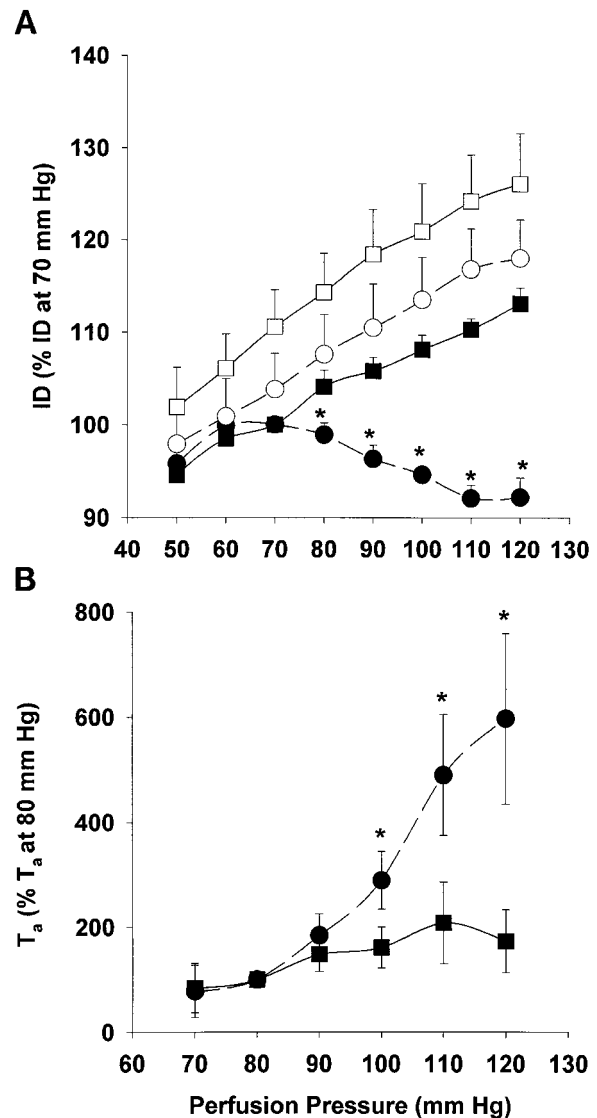 A
140
130
120
110
100
90
ID (% ID at 70 mm Hg)
* * * * *
40 50 60 70 80 90 100 110 120 130
B
800
600
400
200
0
Ta (% Ta at 80 mm Hg)
* * *
60 70 80 90 100 110 120 130
Perfusion Pressure (mm Hg)